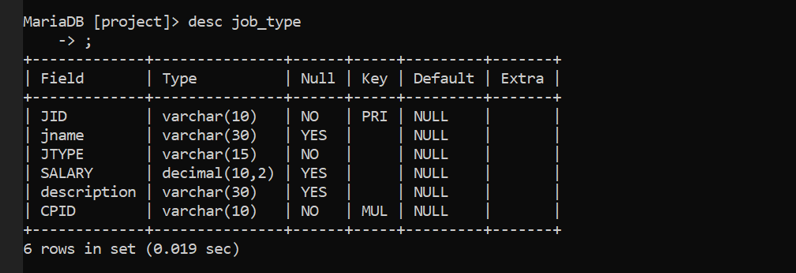 MariaDB [project]> desc job_type
    -> ;
+-------------+---------------+------+-----+---------+-------+
| Field       | Type          | Null | Key | Default | Extra |
+-------------+---------------+------+-----+---------+-------+
| JID         | varchar(10)   | NO   | PRI | NULL    |       |
| jname       | varchar(30)   | YES  |     | NULL    |       |
| JTYPE       | varchar(15)   | NO   |     | NULL    |       |
| SALARY      | decimal(10,2) | YES  |     | NULL    |       |
| description | varchar(30)   | YES  |     | NULL    |       |
| CPID        | varchar(10)   | NO   | MUL | NULL    |       |
+-------------+---------------+------+-----+---------+-------+
6 rows in set (0.019 sec)